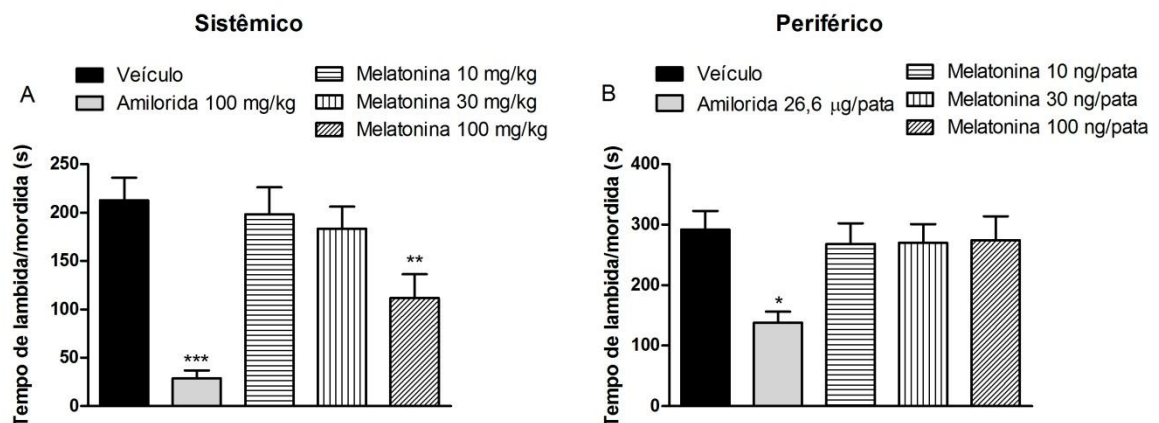 Sistêmico
Periférico
A
Veículo
Amilorida 100 mg/kg
Melatonina 10 mg/kg
Melatonina 30 mg/kg
Melatonina 100 mg/kg
Tempo de lambida/mordida (s)
250
200
150
100
50
0
***
**
B
Veículo
Amilorida 26,6 μg/pata
Melatonina 10 ng/pata
Melatonina 30 ng/pata
Melatonina 100 ng/pata
Tempo de lambida/mordida (s)
400
300
200
100
0
*